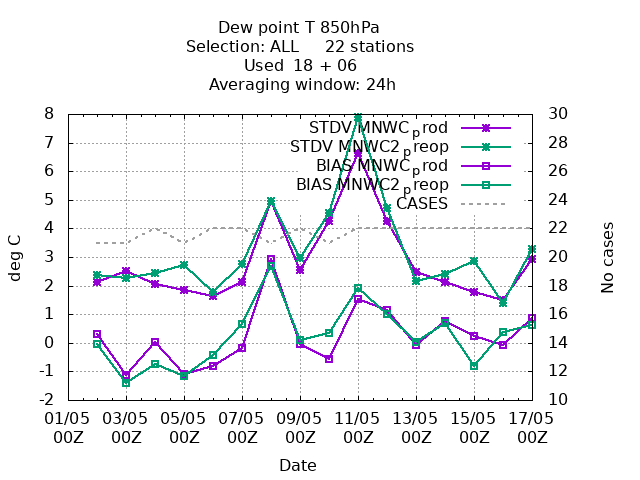 Dew point T 850hPa
Selection: ALL     22 stations
Used  18 + 06
Averaging window: 24h
STDV MNWC_prod
STDV MNWC2_preop
BIAS MNWC_prod
BIAS MNWC2_preop
CASES
deg C
8
7
6
5
4
3
2
1
0
-1
-2
30
28
26
24
22
20
18
16
14
12
10
No cases
01/05 03/05 05/05 07/05 09/05 11/05 13/05 15/05 17/05
00Z 00Z 00Z 00Z 00Z 00Z 00Z 00Z 00Z
Date